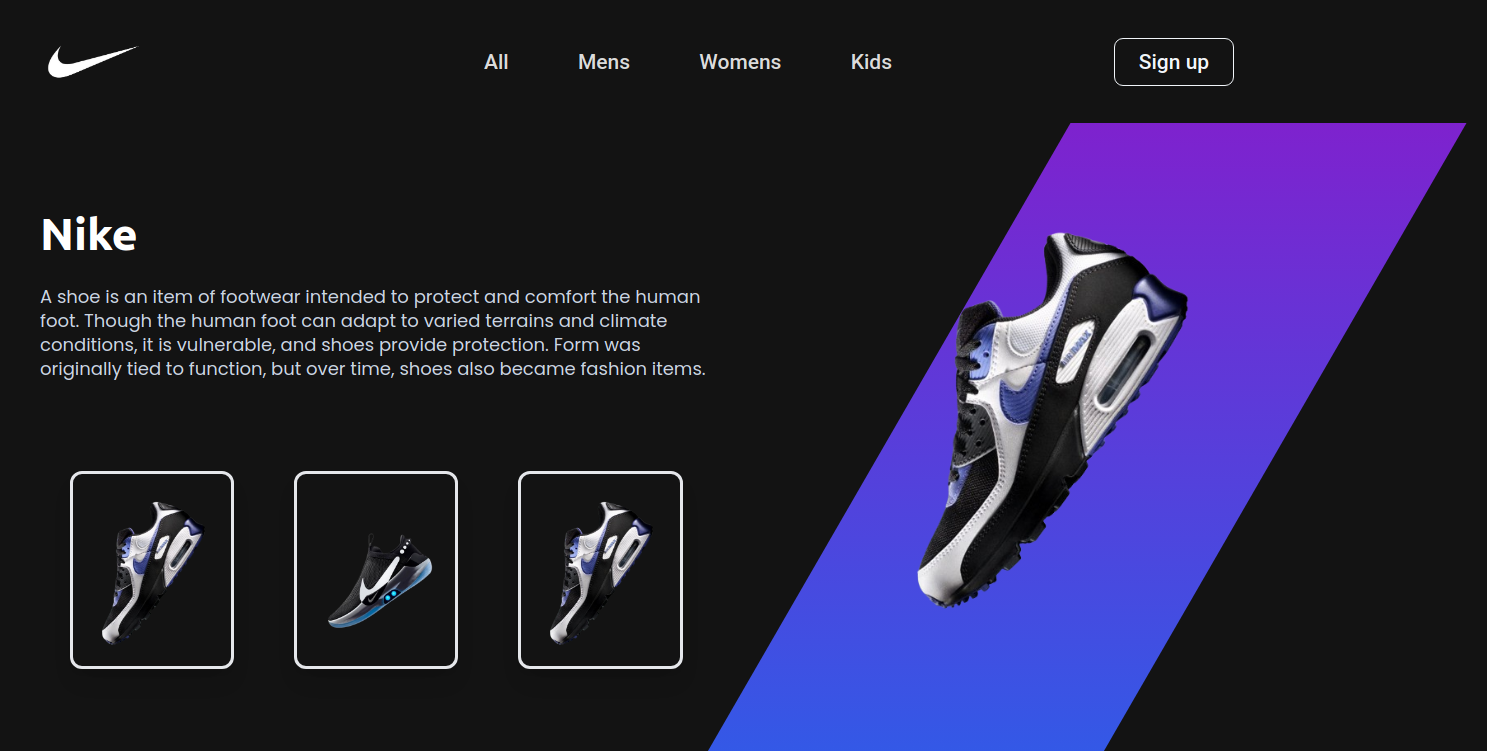 All
Mens
Womens
Kids
Sign up
Nike
A shoe is an item of footwear intended to protect and comfort the human
foot. Though the human foot can adapt to varied terrains and climate
conditions, it is vulnerable, and shoes provide protection. Form was
originally tied to function, but over time, shoes also became fashion items.